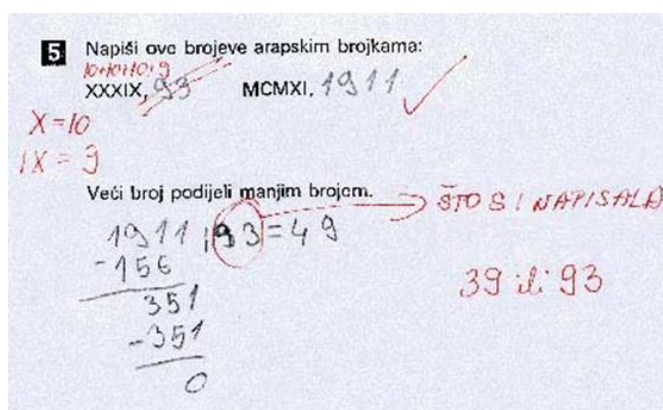 5 Napiši ove brojeve arapskim brojkama:
10+10+10+9
XXXIX, 93 MCMXI, 1911
X=10
IX = 9
Veći broj podijeli manjim brojem.
ŠTO SI NAPISALA
1911:93=49
-156
39 ili 93
351
-351
0